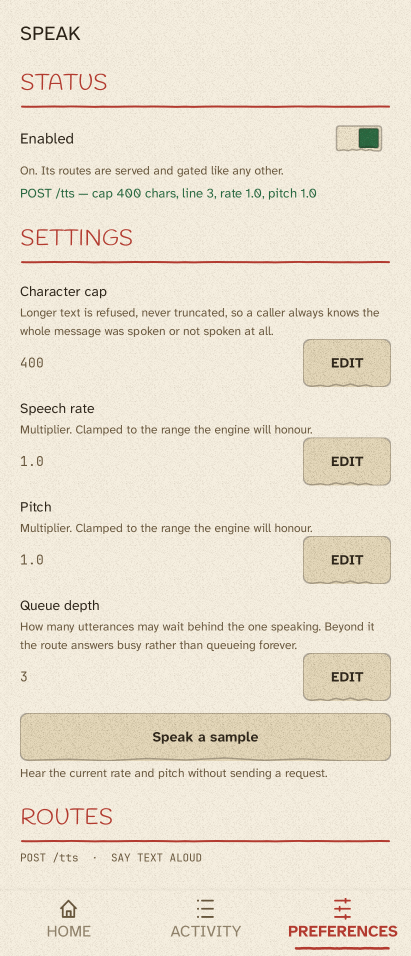 SPEAK
STATUS
Enabled
On. Its routes are served and gated like any other.
POST /tts — cap 400 chars, line 3, rate 1.0, pitch 1.0
SETTINGS
Character cap
Longer text is refused, never truncated, so a caller always knows the
whole message was spoken or not spoken at all.
400
EDIT
Speech rate
Multiplier. Clamped to the range the engine will honour.
1.0
EDIT
Pitch
Multiplier. Clamped to the range the engine will honour.
1.0
EDIT
Queue depth
How many utterances may wait behind the one speaking. Beyond it
the route answers busy rather than queueing forever.
3
EDIT
Speak a sample
Hear the current rate and pitch without sending a request.
ROUTES
POST /tts · SAY TEXT ALOUD
HOME
ACTIVITY
PREFERENCES